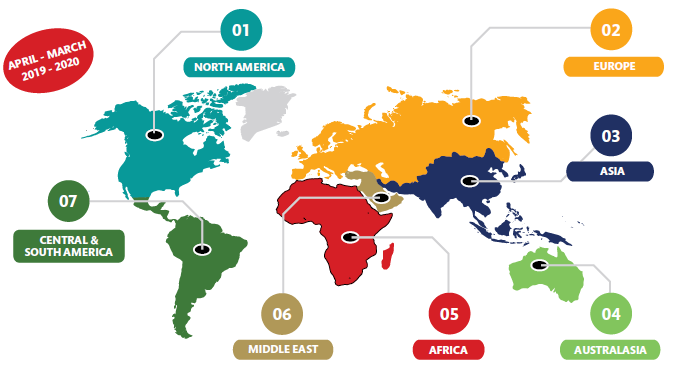 APRIL - MARCH
2019 - 2020
01
NORTH AMERICA
02
EUROPE
03
ASIA
07
CENTRAL &
SOUTH AMERICA
06
MIDDLE EAST
05
AFRICA
04
AUSTRALASIA